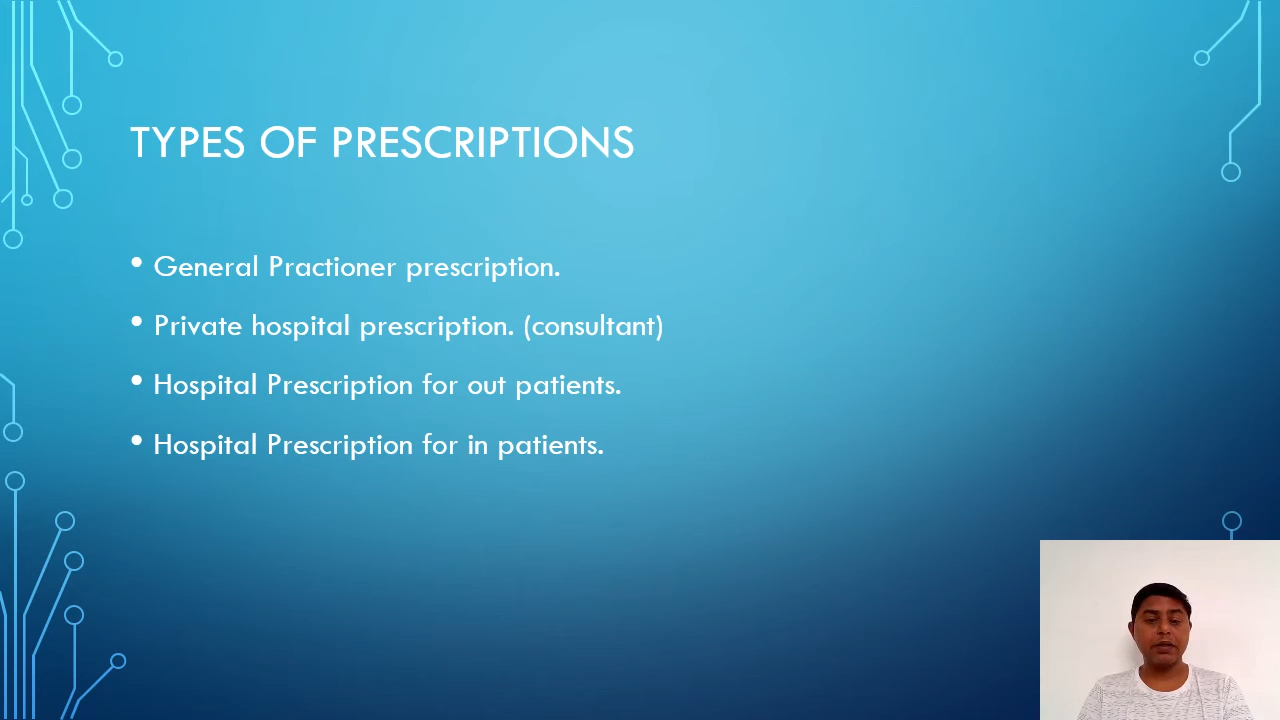 TYPES OF PRESCRIPTIONS
• General Practioner prescription.
• Private hospital prescription. (consultant)
• Hospital Prescription for out patients.
• Hospital Prescription for in patients.